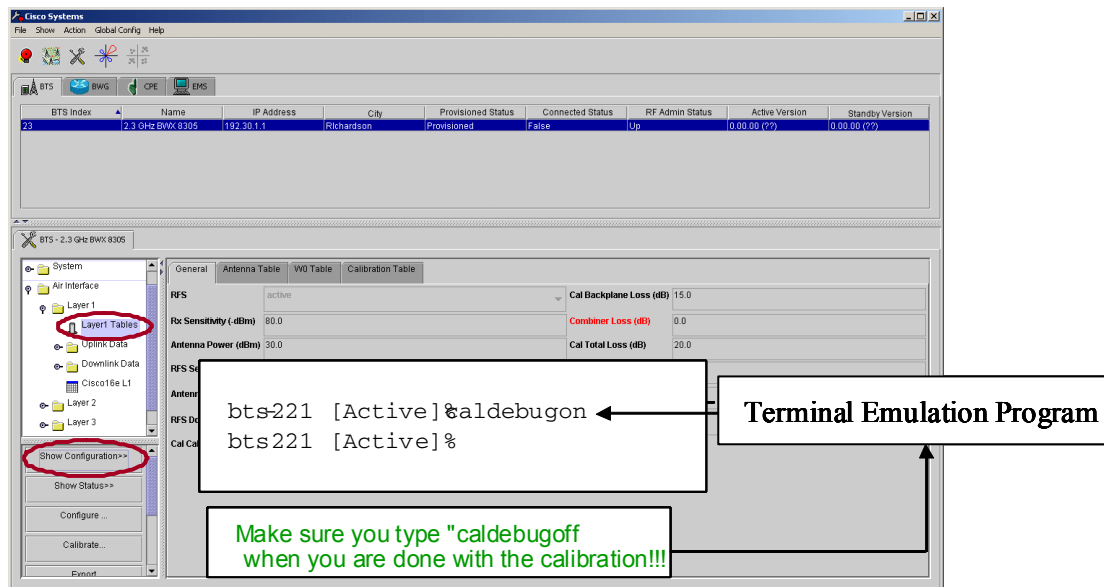 Cisco Systems
File Show Action Global Config Help
BTS BWG CPE EMS
BTS Index Name IP Address City Provisioned Status Connected Status RF Admin Status Active Version Standby Version
23 2.3 GHz BWX 8305 192.30.1.1 Richardson Provisioned False Up 0.00.00 (??) 0.00.00 (??)
BTS - 2.3 GHz BWX 8305
System
Air Interface
Layer 1
Layer1 Tables
Uplink Data
Downlink Data
Cisco16e L1
Layer 2
Layer 3
Show Configuration>>
Show Status>>
Configure ...
Calibrate...
Export
General Antenna Table W0 Table Calibration Table
RFS active Cal Backplane Loss (dB) 15.0
Rx Sensitivity (-dBm) 80.0 Combiner Loss (dB) 0.0
Antenna Power (dBm) 30.0 Cal Total Loss (dB) 20.0
RFS
RFS
Cal
bts-221 [Active]%caldebugon
bts221 [Active]%
Terminal Emulation Program
Make sure you type "caldebugoff
when you are done with the calibration!!!